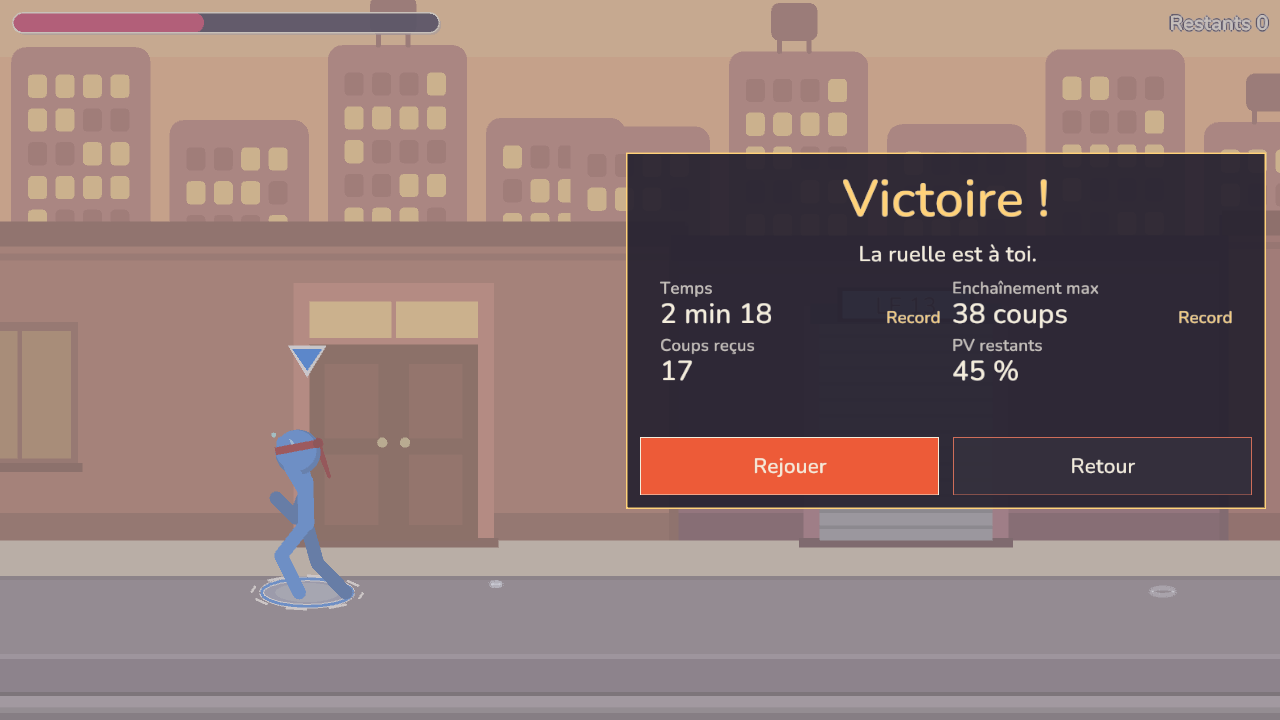 Restants 0
Victoire !
La ruelle est à toi.
Temps
2 min 18 Record
Enchaînement max
38 coups Record
Coups reçus
17
PV restants
45 %
Rejouer
Retour